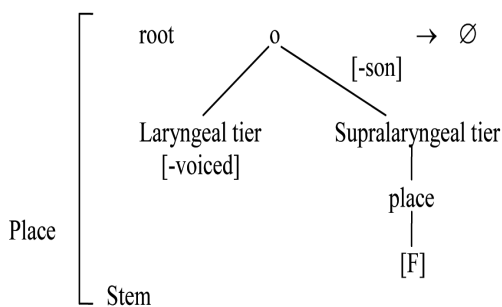 root o → ∅
[-son]
Laryngeal tier Supralaryngeal tier
[-voiced]
place
Place
[F]
Stem